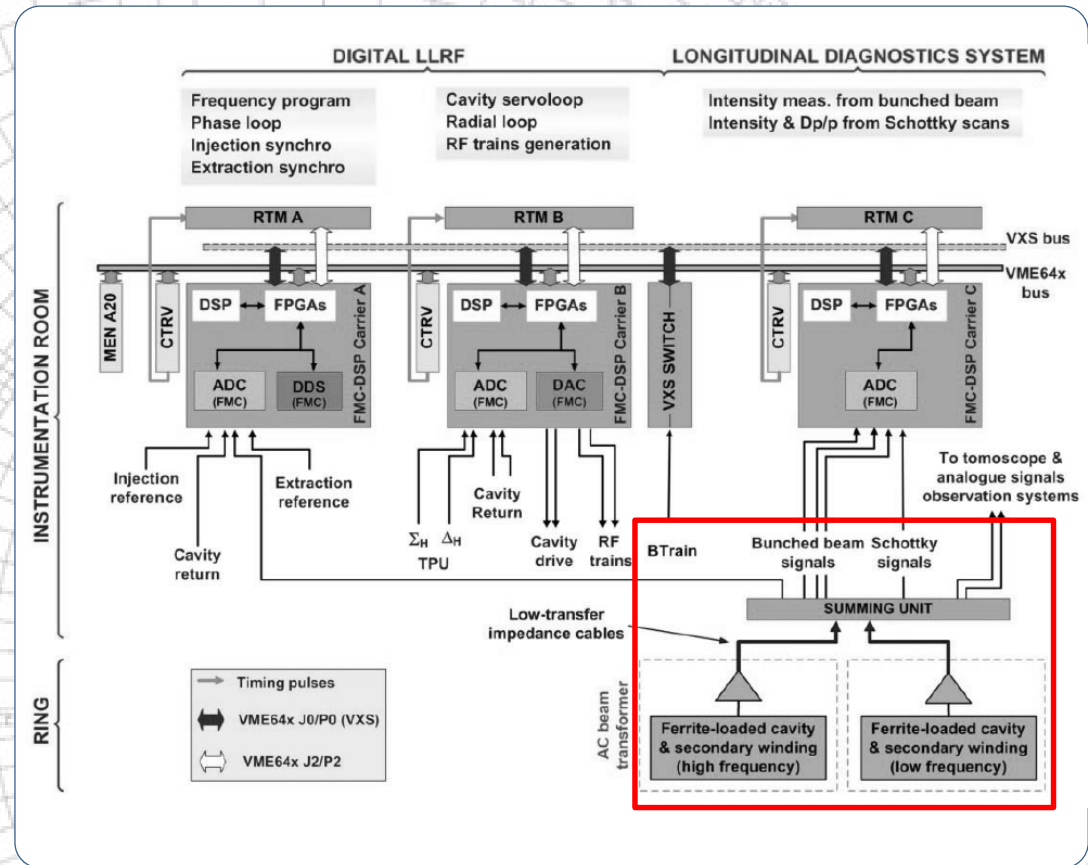 DIGITAL LLRF
LONGITUDINAL DIAGNOSTICS SYSTEM
Frequency program
Phase loop
Injection synchro
Extraction synchro
Cavity servoloop
Radial loop
RF trains generation
Intensity meas. from bunched beam
Intensity & Dp/p from Schottky scans
INSTRUMENTATION ROOM
RTM A
RTM B
RTM C
VXS bus
VME64x
bus
MEN A20
CTRV
DSP
FPGAs
ADC
(FMC)
DDS
(FMC)
FMC-DSP Carrier A
CTRV
DSP
FPGAs
ADC
(FMC)
DAC
(FMC)
FMC-DSP Carrier B
VXS SWITCH
CTRV
DSP
FPGAs
ADC
(FMC)
FMC-DSP Carrier C
Injection
reference
Cavity
return
Extraction
reference
ΣH ΔH
TPU
Cavity
Return
Cavity
drive
RF
trains
BTrain
Bunched beam
signals
Schottky
signals
To tomoscope &
analogue signals
observation systems
SUMMING UNIT
Low-transfer
impedance cables
RING
Timing pulses
VME64x J0/P0 (VXS)
VME64x J2/P2
AC beam
transformer
Ferrite-loaded cavity
& secondary winding
(high frequency)
Ferrite-loaded cavity
& secondary winding
(low frequency)